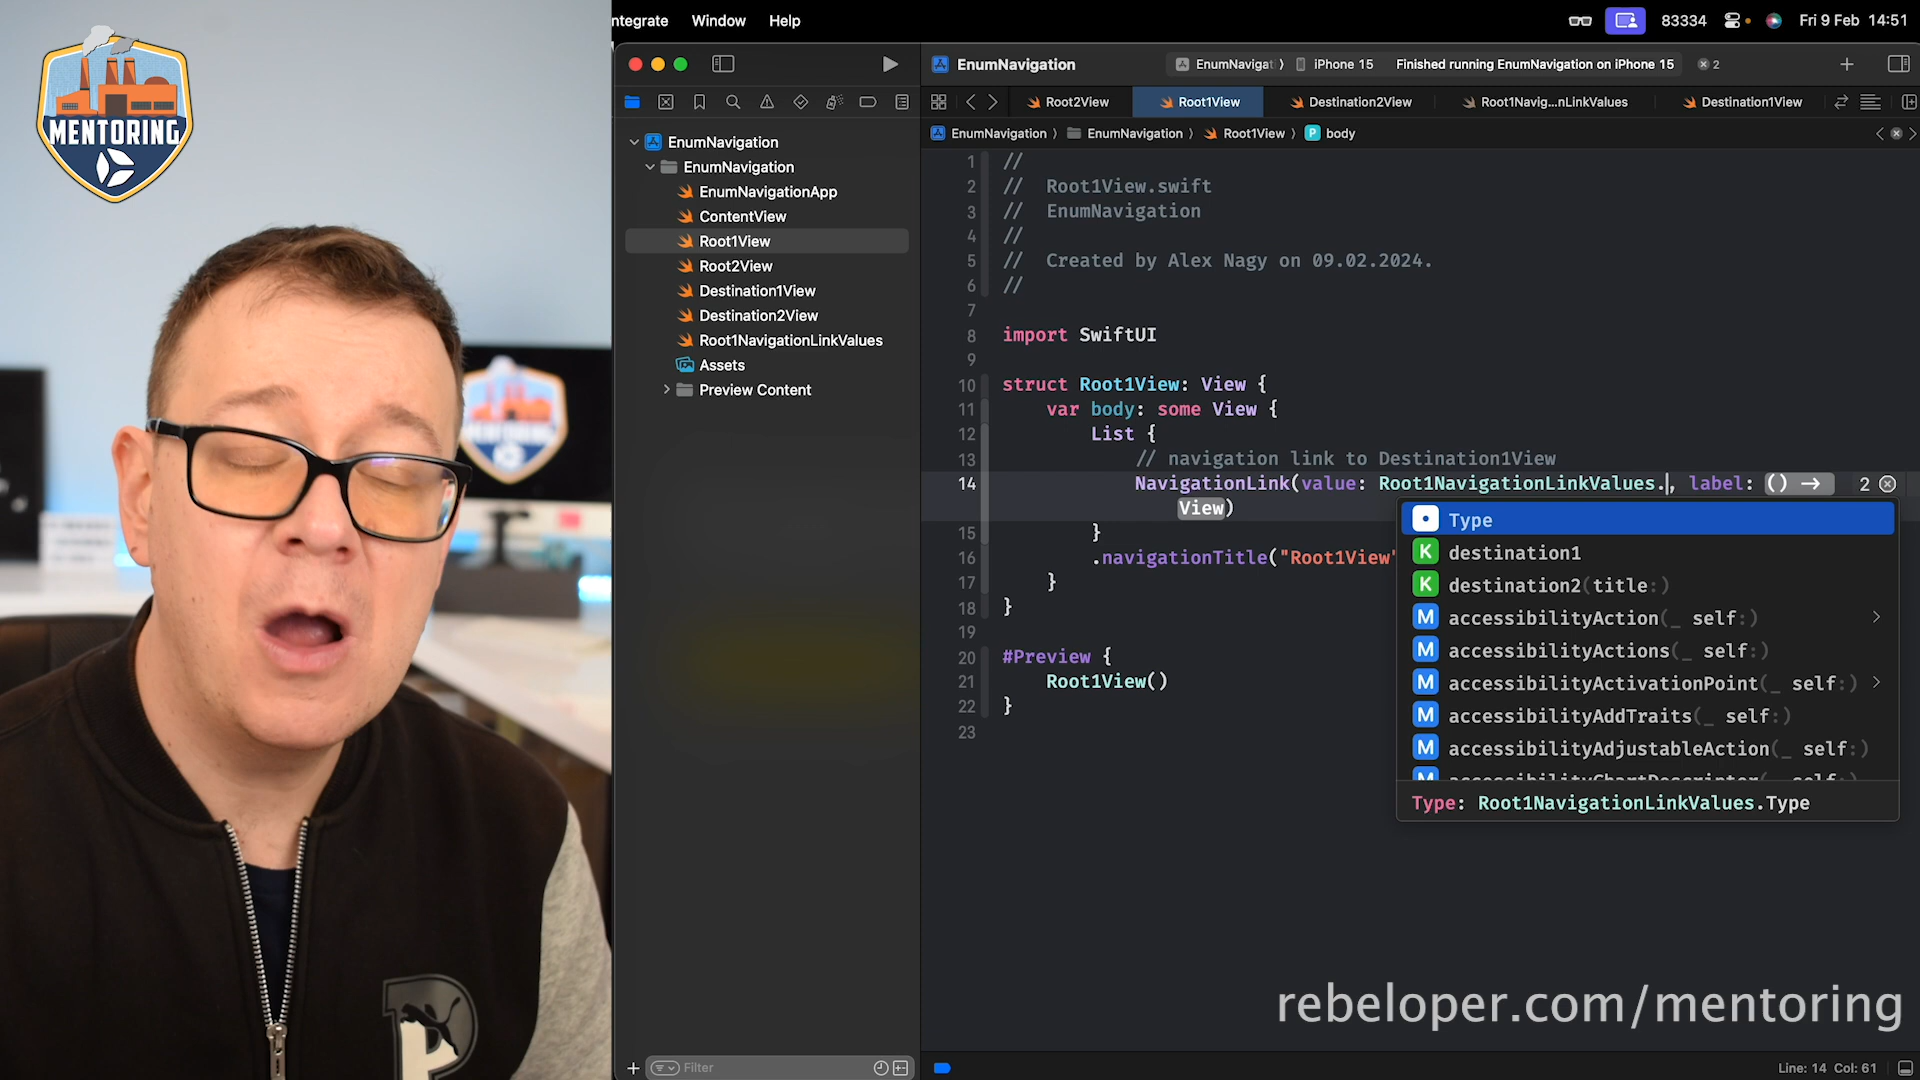 MENTORING
ntegrate Window Help
83334 Fri 9 Feb 14:51
EnumNavigation
EnumNavigat iPhone 15 Finished running EnumNavigation on iPhone 15 2
Root2View Root1View Destination2View Root1Navig...nLinkValues Destination1View
EnumNavigation EnumNavigation Root1View P body
EnumNavigation
EnumNavigation
EnumNavigationApp
ContentView
Root1View
Root2View
Destination1View
Destination2View
Root1NavigationLinkValues
Assets
Preview Content
1 //
2 // Root1View.swift
3 // EnumNavigation
4 //
5 // Created by Alex Nagy on 09.02.2024.
6 //
7
8 import SwiftUI
9
10 struct Root1View: View {
11 var body: some View {
12 List {
13 // navigation link to Destination1View
14 NavigationLink(value: Root1NavigationLinkValues., label: () -> 2
View)
15 }
16 .navigationTitle("Root1View"
17 }
18 }
19
20 #Preview {
21 Root1View()
22 }
23
Type
K destination1
K destination2(title:)
M accessibilityAction(_ self:)
M accessibilityActions(_ self:)
M accessibilityActivationPoint(_ self:)
M accessibilityAddTraits(_ self:)
M accessibilityAdjustableAction(_ self:)
Type: Root1NavigationLinkValues.Type
rebeloper.com/mentoring
Filter
Line: 14 Col: 61